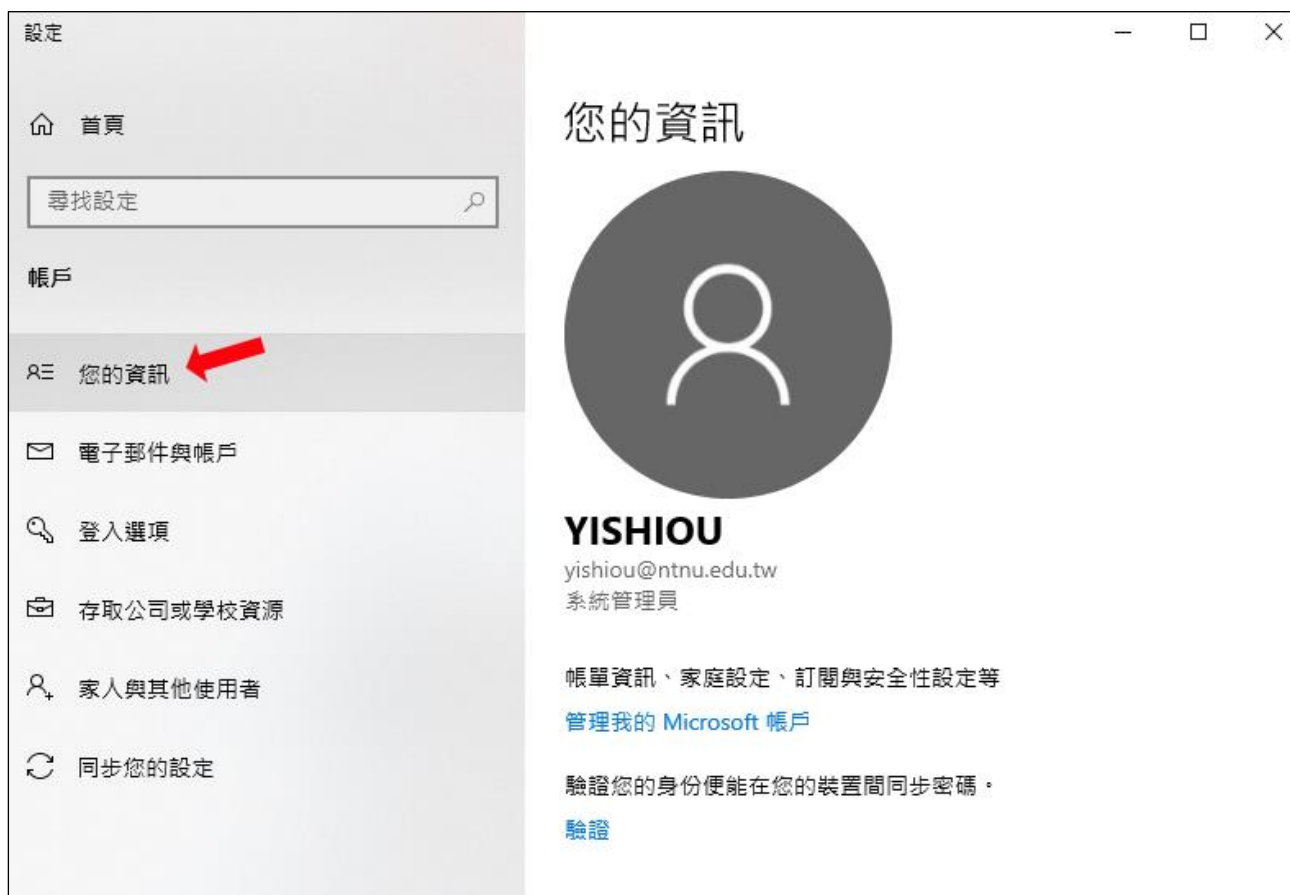 設定
首頁
尋找設定
帳戶
您的資訊
電子郵件與帳戶
登入選項
存取公司或學校資源
家人與其他使用者
同步您的設定
您的資訊
YISHIOU
yishiou@ntnu.edu.tw
系統管理員
帳單資訊、家庭設定、訂閱與安全性設定等
管理我的 Microsoft 帳戶
驗證您的身份便能在您的裝置間同步密碼。
驗證